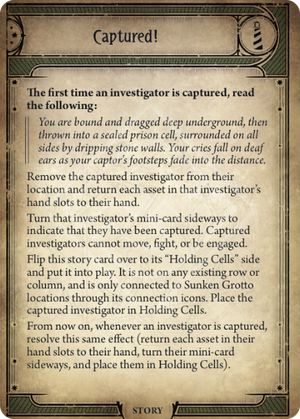 Captured!
The first time an investigator is captured, read
the following:
You are bound and dragged deep underground, then
thrown into a sealed prison cell, surrounded on all
sides by dripping stone walls. Your cries fall on deaf
ears as your captor's footsteps fade into the distance.
Remove the captured investigator from their
location and return each asset in that investigator's
hand slots to their hand.
Turn that investigator's mini-card sideways to
indicate that they have been captured. Captured
investigators cannot move, fight, or be engaged.
Flip this story card over to its “Holding Cells” side
and put it into play. It is not on any existing row or
column, and is only connected to Sunken Grotto
locations through its connection icons. Place the
captured investigator in Holding Cells.
From now on, whenever an investigator is captured,
resolve this same effect (return each asset in their
hand slots to their hand, turn their mini-card
sideways, and place them in Holding Cells).
STORY